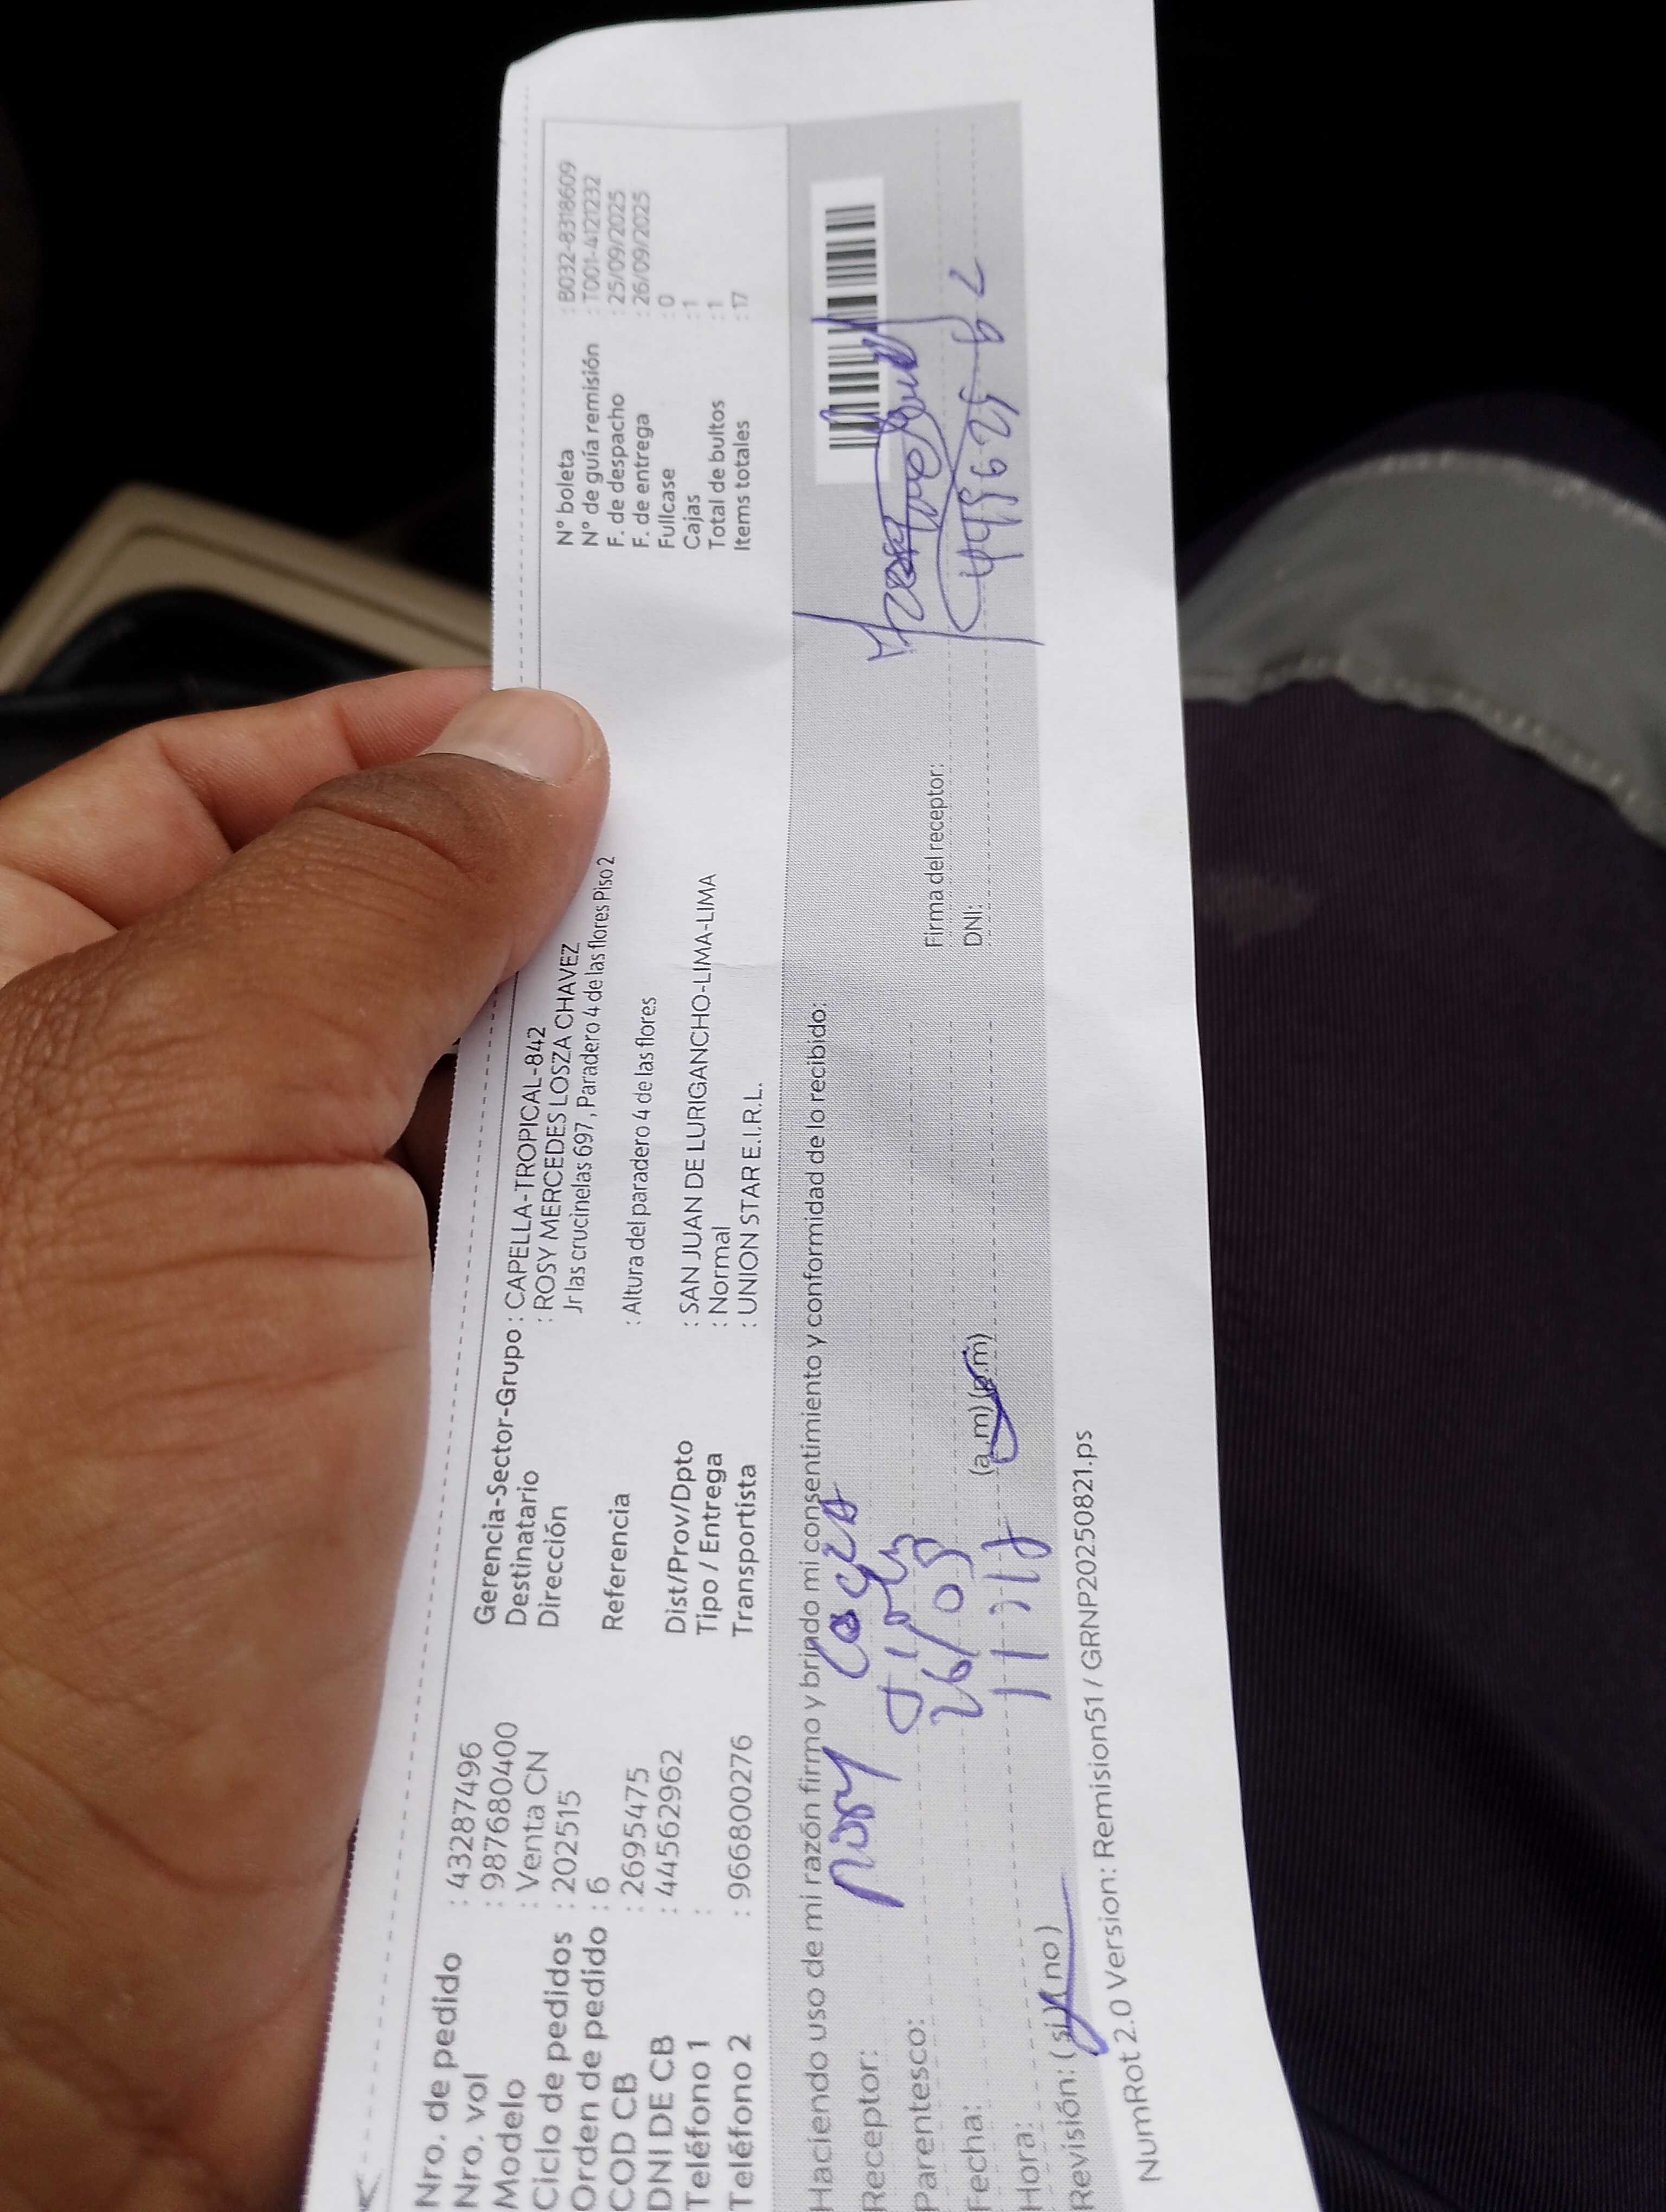 Nro. de pedido : 43287496
Nro. vol : 987680400
Modelo : Venta CN
Ciclo de pedidos : 202515
Orden de pedido : 6
COD CB : 2695475
DNI DE CB : 44562962
Teléfono 1 :
Teléfono 2 : 966800276
Gerencia-Sector-Grupo : CAPELLA-TROPICAL-842
Destinatario : ROSY MERCEDES LOSZA CHAVEZ
Dirección Jr las crucinelas 697 , Paradero 4 de las flores Piso 2
Referencia : Altura del paradero 4 de las flores
Dist/Prov/Dpto : SAN JUAN DE LURIGANCHO-LIMA-LIMA
Tipo / Entrega : Normal
Transportista : UNION STAR E.I.R.L.
N° boleta : B032-8318609
N° de guía remisión : T001-4121232
F. de despacho : 25/09/2025
F. de entrega : 26/09/2025
Fullcase : 0
Cajas : 1
Total de bultos : 1
Items totales : 17
Haciendo uso de mi razón firmo y brindo mi consentimiento y conformidad de lo recibido:
Receptor:
Parentesco:
Fecha: 26/09
Hora: (a.m) (p.m)
Revisión: ( si ) ( no )
Firma del receptor:
DNI:
NumRot 2.0 Version: Remision51 / GRNP20250821.ps